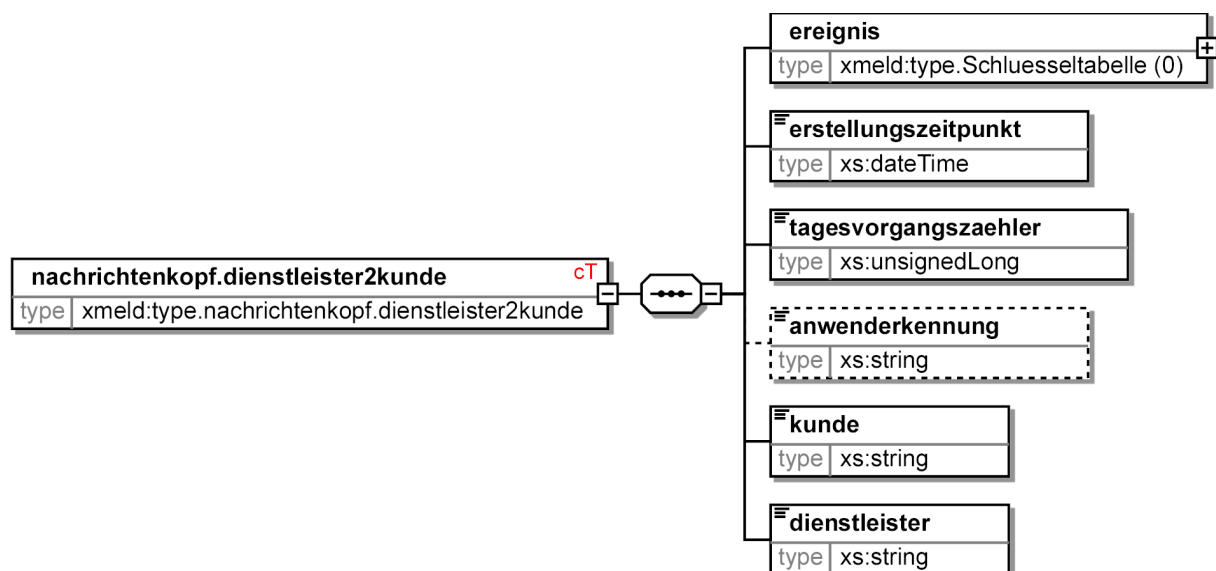 ereignis
type xmeld:type.Schluesseltabelle (0)
erstellungszeitpunkt
type xs:dateTime
tagesvorgangszaehler
type xs:unsignedLong
nachrichtenkopf.dienstleister2kunde cT
type xmeld:type.nachrichtenkopf.dienstleister2kunde
anwenderkennung
type xs:string
kunde
type xs:string
dienstleister
type xs:string